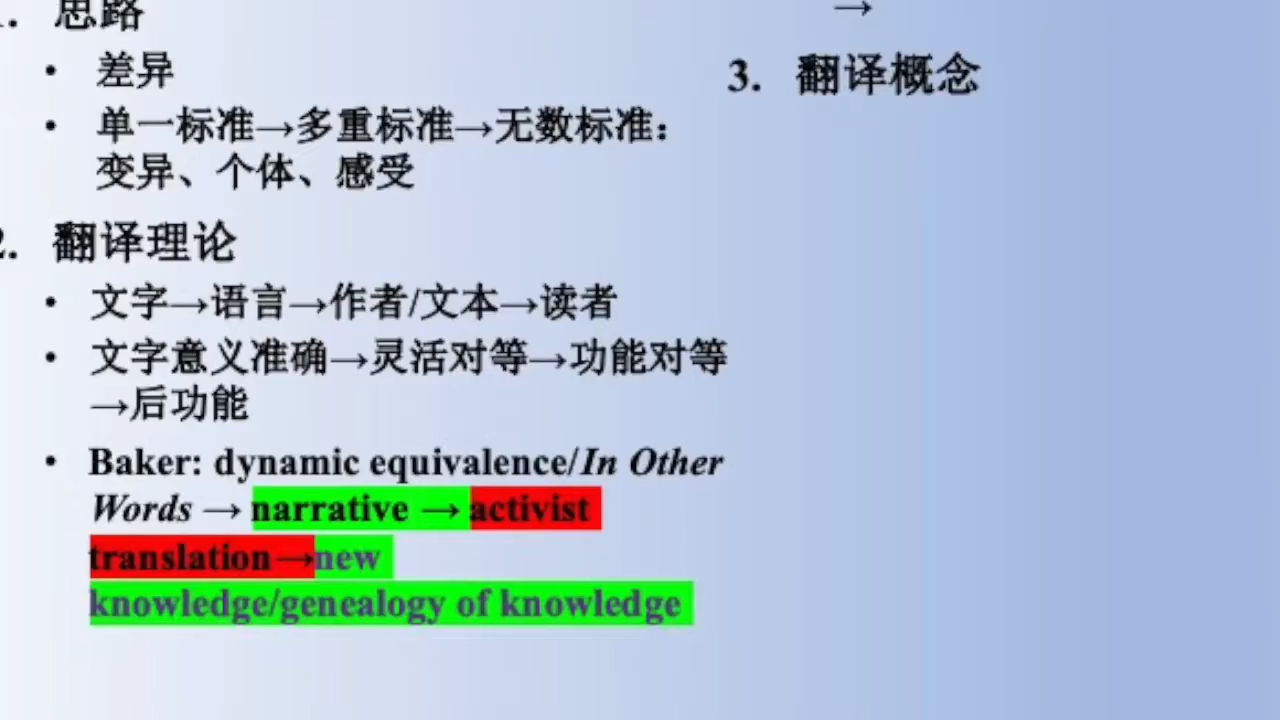 1. 思路
• 差异
• 单一标准→多重标准→无数标准：
变异、个体、感受
2. 翻译理论
• 文字→语言→作者/文本→读者
• 文字意义准确→灵活对等→功能对等
→后功能
• Baker: dynamic equivalence/In Other
Words → narrative → activist
translation→new
knowledge/genealogy of knowledge
→
3. 翻译概念